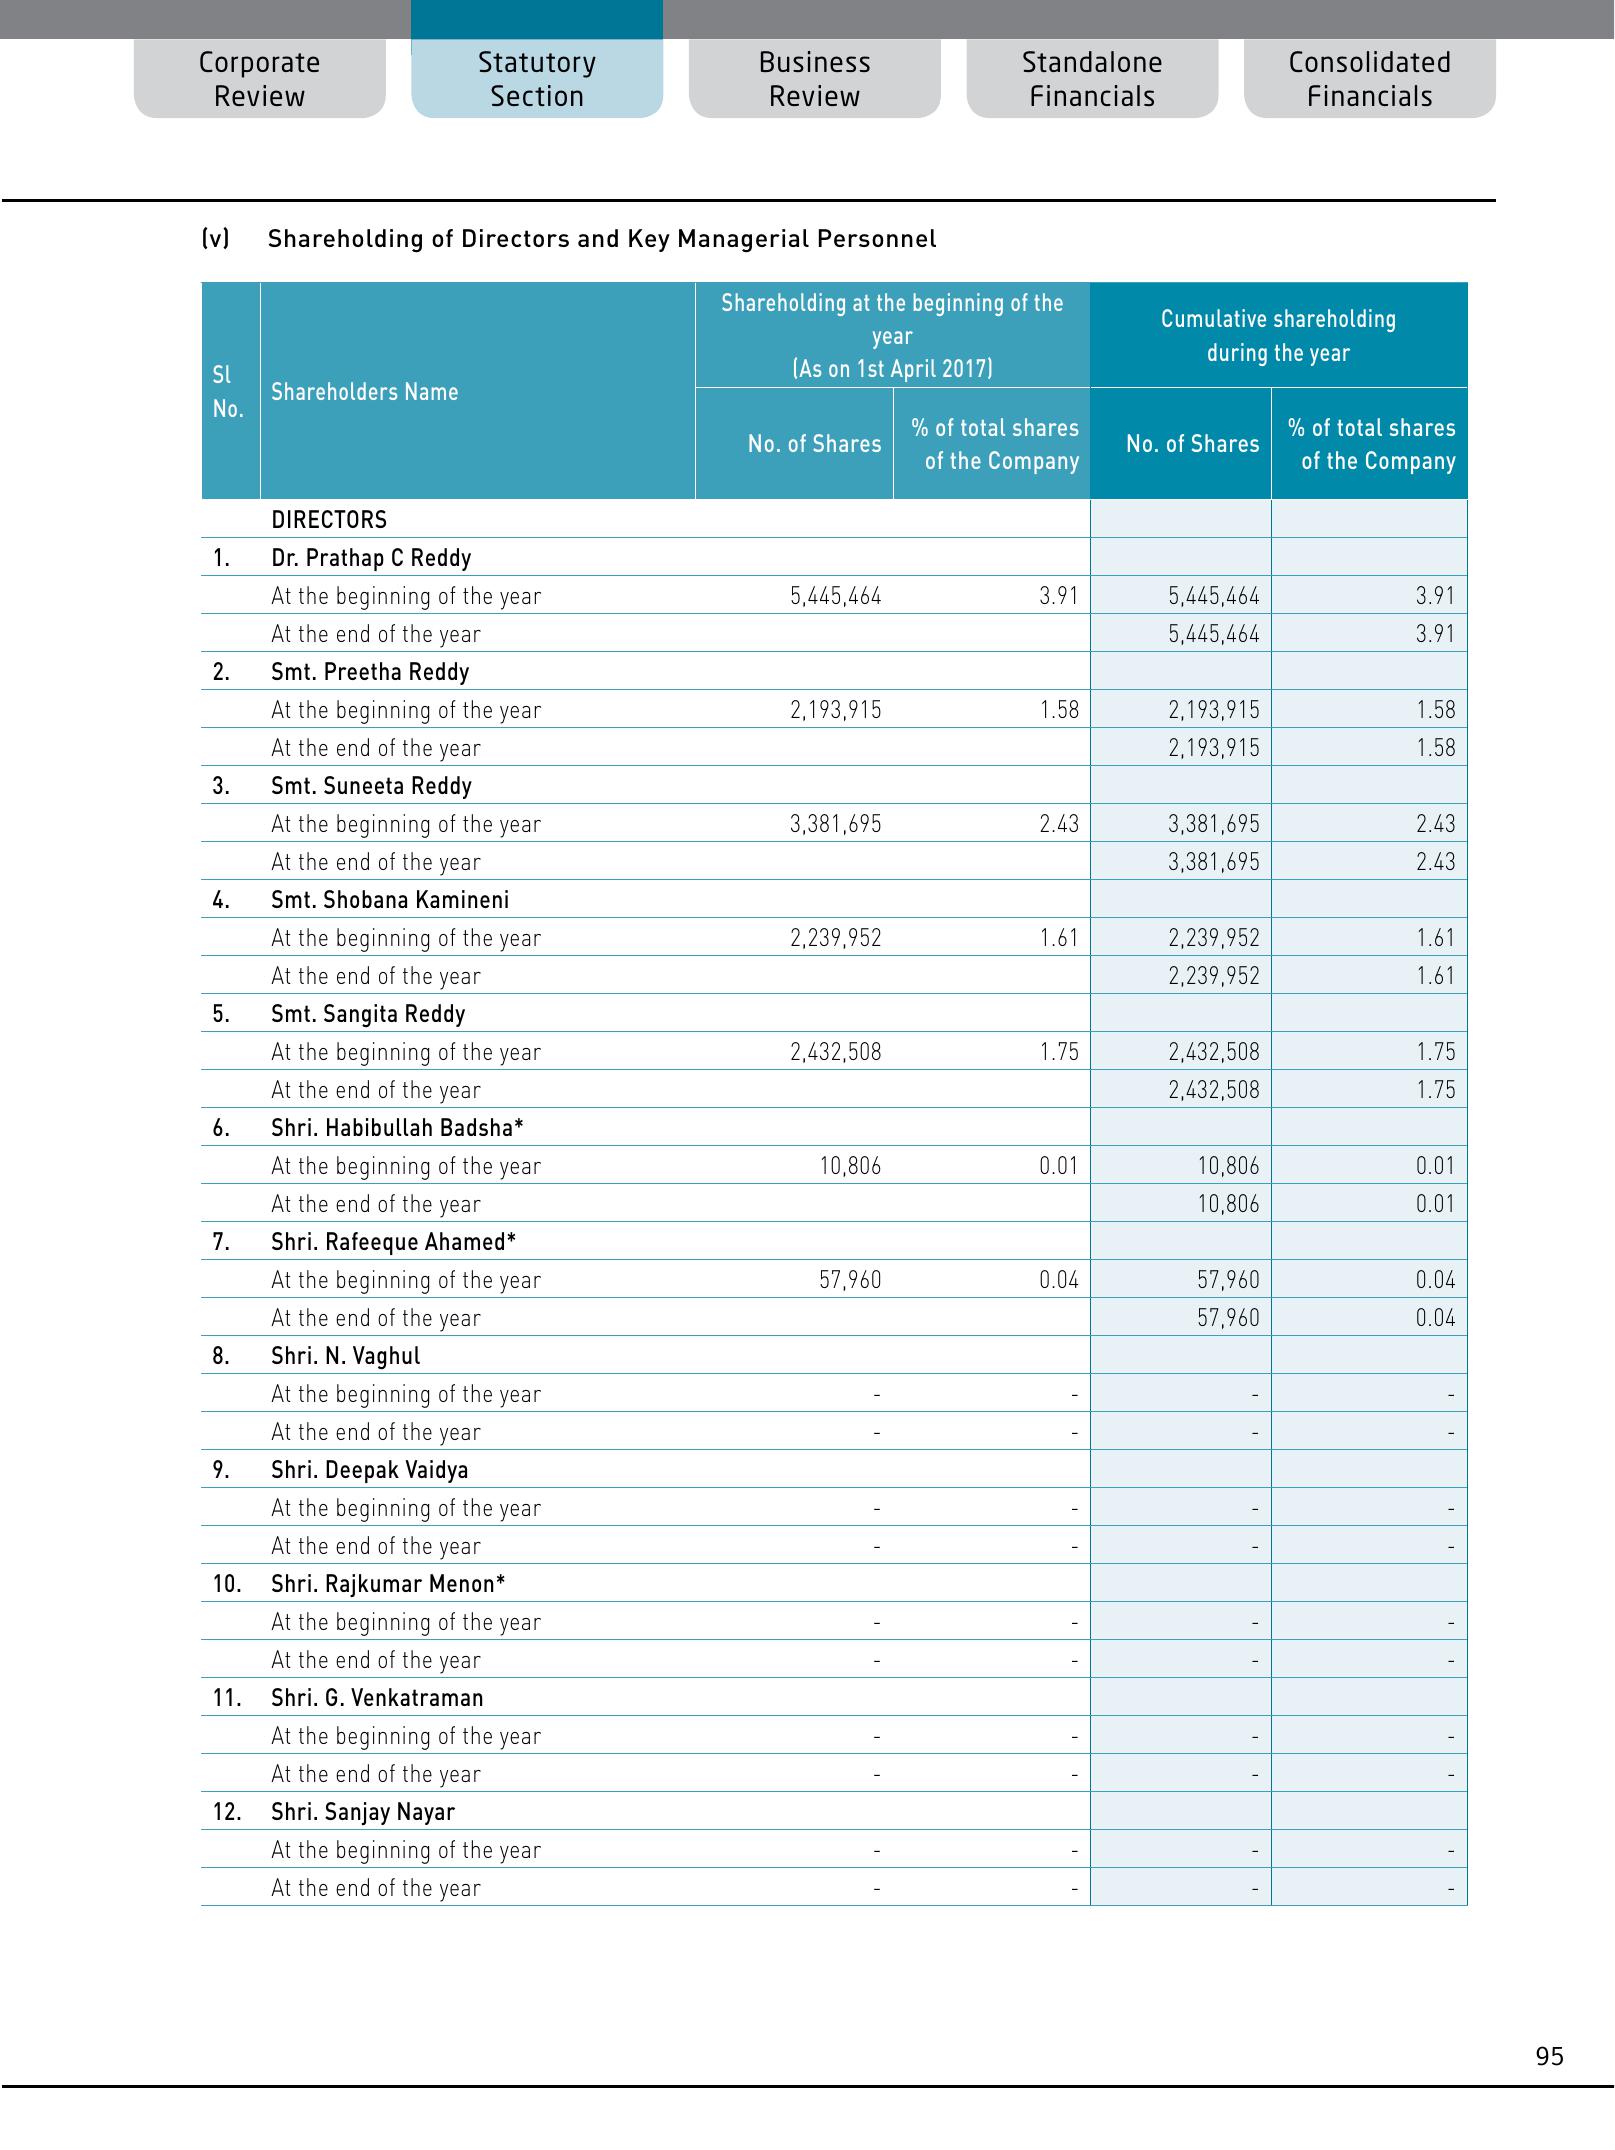 Corporate
Review
Statutory
Section
Business
Review
Standalone
Financials
Consolidated
Financials
(v) Shareholding of Directors and Key Managerial Personnel
Sl
No.
Shareholders Name
Shareholding at the beginning of the
year
(As on 1st April 2017)
Cumulative shareholding
during the year
No. of Shares
% of total shares
of the Company
No. of Shares
% of total shares
of the Company
DIRECTORS
1. Dr. Prathap C Reddy
At the beginning of the year 5,445,464 3.91 5,445,464 3.91
At the end of the year 5,445,464 3.91
2. Smt. Preetha Reddy
At the beginning of the year 2,193,915 1.58 2,193,915 1.58
At the end of the year 2,193,915 1.58
3. Smt. Suneeta Reddy
At the beginning of the year 3,381,695 2.43 3,381,695 2.43
At the end of the year 3,381,695 2.43
4. Smt. Shobana Kamineni
At the beginning of the year 2,239,952 1.61 2,239,952 1.61
At the end of the year 2,239,952 1.61
5. Smt. Sangita Reddy
At the beginning of the year 2,432,508 1.75 2,432,508 1.75
At the end of the year 2,432,508 1.75
6. Shri. Habibullah Badsha*
At the beginning of the year 10,806 0.01 10,806 0.01
At the end of the year 10,806 0.01
7. Shri. Rafeeque Ahamed*
At the beginning of the year 57,960 0.04 57,960 0.04
At the end of the year 57,960 0.04
8. Shri. N. Vaghul
At the beginning of the year - - - -
At the end of the year - - - -
9. Shri. Deepak Vaidya
At the beginning of the year - - - -
At the end of the year - - - -
10. Shri. Rajkumar Menon*
At the beginning of the year - - - -
At the end of the year - - - -
11. Shri. G. Venkatraman
At the beginning of the year - - - -
At the end of the year - - - -
12. Shri. Sanjay Nayar
At the beginning of the year - - - -
At the end of the year - - - -
95